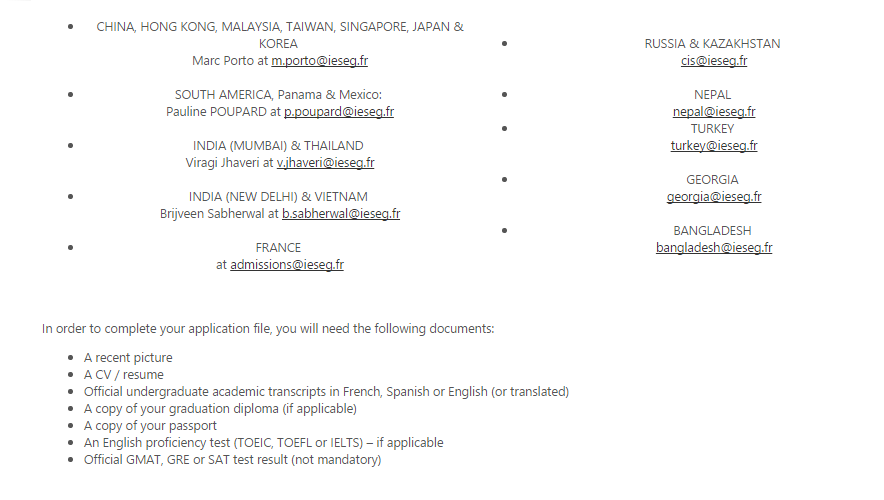 CHINA, HONG KONG, MALAYSIA, TAIWAN, SINGAPORE, JAPAN &
KOREA
Marc Porto at m.porto@ieseg.fr
SOUTH AMERICA, Panama & Mexico:
Pauline POUPARD at p.poupard@ieseg.fr
INDIA (MUMBAI) & THAILAND
Viragi Jhaveri at v.jhaveri@ieseg.fr
INDIA (NEW DELHI) & VIETNAM
Brijveen Sabherwal at b.sabherwal@ieseg.fr
FRANCE
at admissions@ieseg.fr
RUSSIA & KAZAKHSTAN
cis@ieseg.fr
NEPAL
nepal@ieseg.fr
TURKEY
turkey@ieseg.fr
GEORGIA
georgia@ieseg.fr
BANGLADESH
bangladesh@ieseg.fr
In order to complete your application file, you will need the following documents:
A recent picture
A CV / resume
Official undergraduate academic transcripts in French, Spanish or English (or translated)
A copy of your graduation diploma (if applicable)
A copy of your passport
An English proficiency test (TOEIC, TOEFL or IELTS) – if applicable
Official GMAT, GRE or SAT test result (not mandatory)